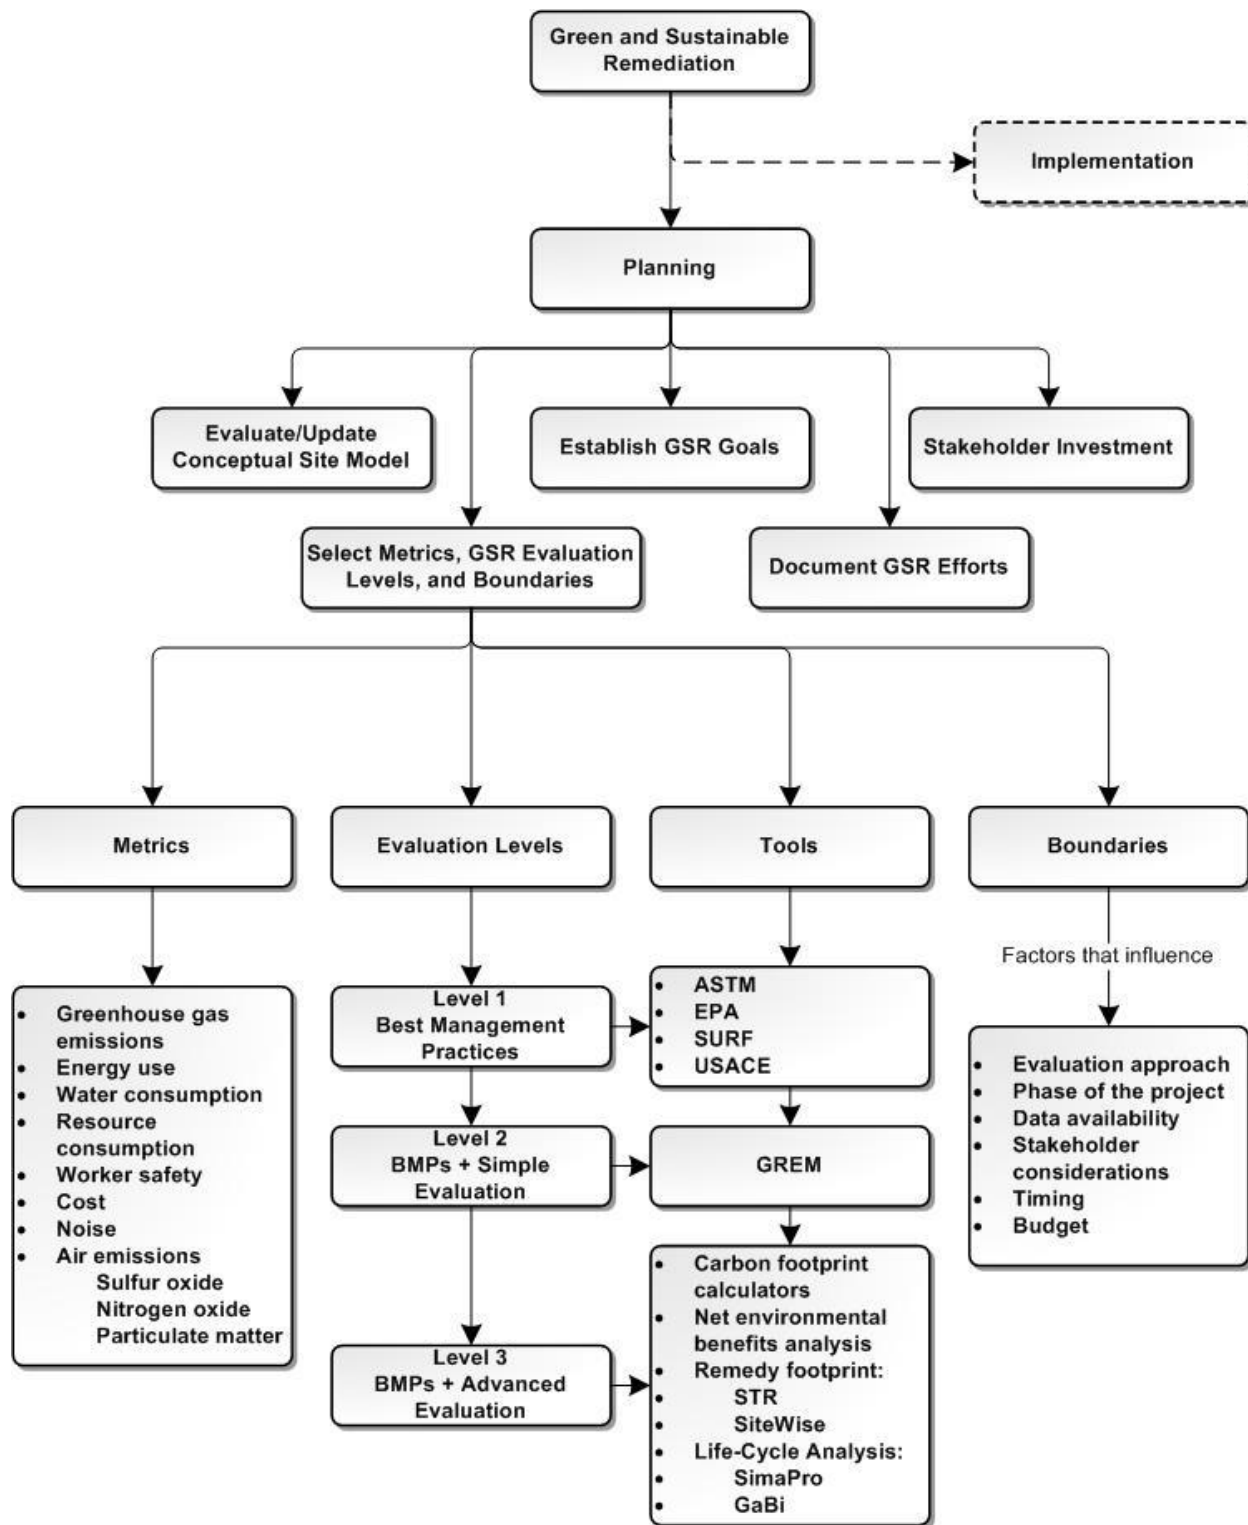 Green and Sustainable
Remediation
Implementation
Planning
Evaluate/Update
Conceptual Site Model
Establish GSR Goals
Stakeholder Investment
Select Metrics, GSR Evaluation
Levels, and Boundaries
Document GSR Efforts
Metrics
Evaluation Levels
Tools
Boundaries
Factors that influence
• Greenhouse gas
emissions
• Energy use
• Water consumption
• Resource
consumption
• Worker safety
• Cost
• Noise
• Air emissions
Sulfur oxide
Nitrogen oxide
Particulate matter
Level 1
Best Management
Practices
Level 2
BMPs + Simple
Evaluation
Level 3
BMPs + Advanced
Evaluation
• ASTM
• EPA
• SURF
• USACE
GREM
• Carbon footprint
calculators
• Net environmental
benefits analysis
• Remedy footprint:
• STR
• SiteWise
• Life-Cycle Analysis:
• SimaPro
• GaBi
• Evaluation approach
• Phase of the project
• Data availability
• Stakeholder
considerations
• Timing
• Budget